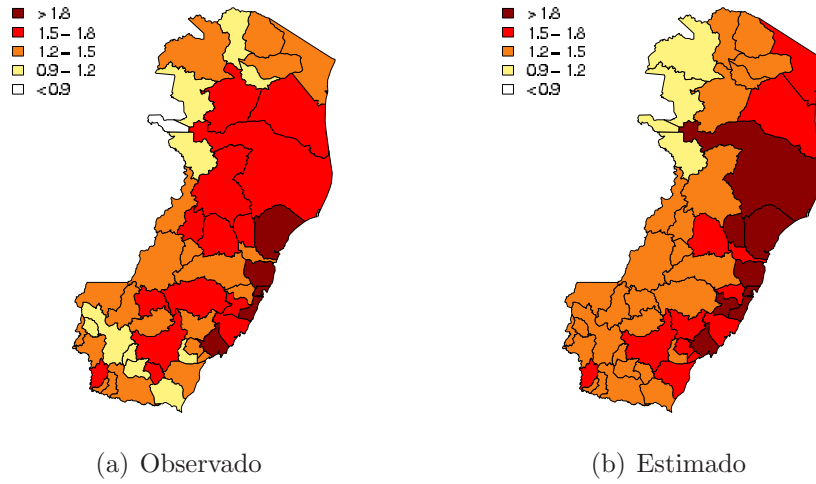 > 1.8
1.5 – 1.8
1.2 – 1.5
0.9 – 1.2
< 0.9
> 1.8
1.5 – 1.8
1.2 – 1.5
0.9 – 1.2
< 0.9
(a) Observado
(b) Estimado